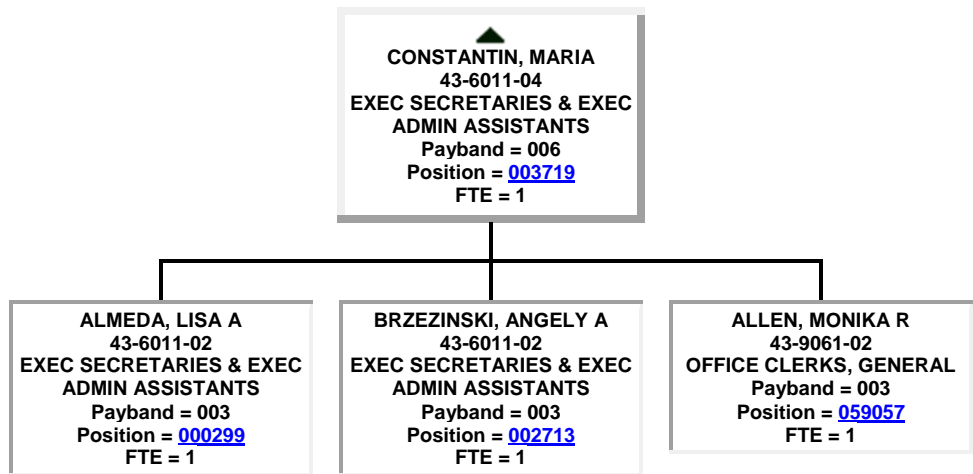 CONSTANTIN, MARIA
43-6011-04
EXEC SECRETARIES & EXEC
ADMIN ASSISTANTS
Payband = 006
Position = 003719
FTE = 1
ALMEDA, LISA A
43-6011-02
EXEC SECRETARIES & EXEC
ADMIN ASSISTANTS
Payband = 003
Position = 000299
FTE = 1
BRZEZINSKI, ANGELY A
43-6011-02
EXEC SECRETARIES & EXEC
ADMIN ASSISTANTS
Payband = 003
Position = 002713
FTE = 1
ALLEN, MONIKA R
43-9061-02
OFFICE CLERKS, GENERAL
Payband = 003
Position = 059057
FTE = 1